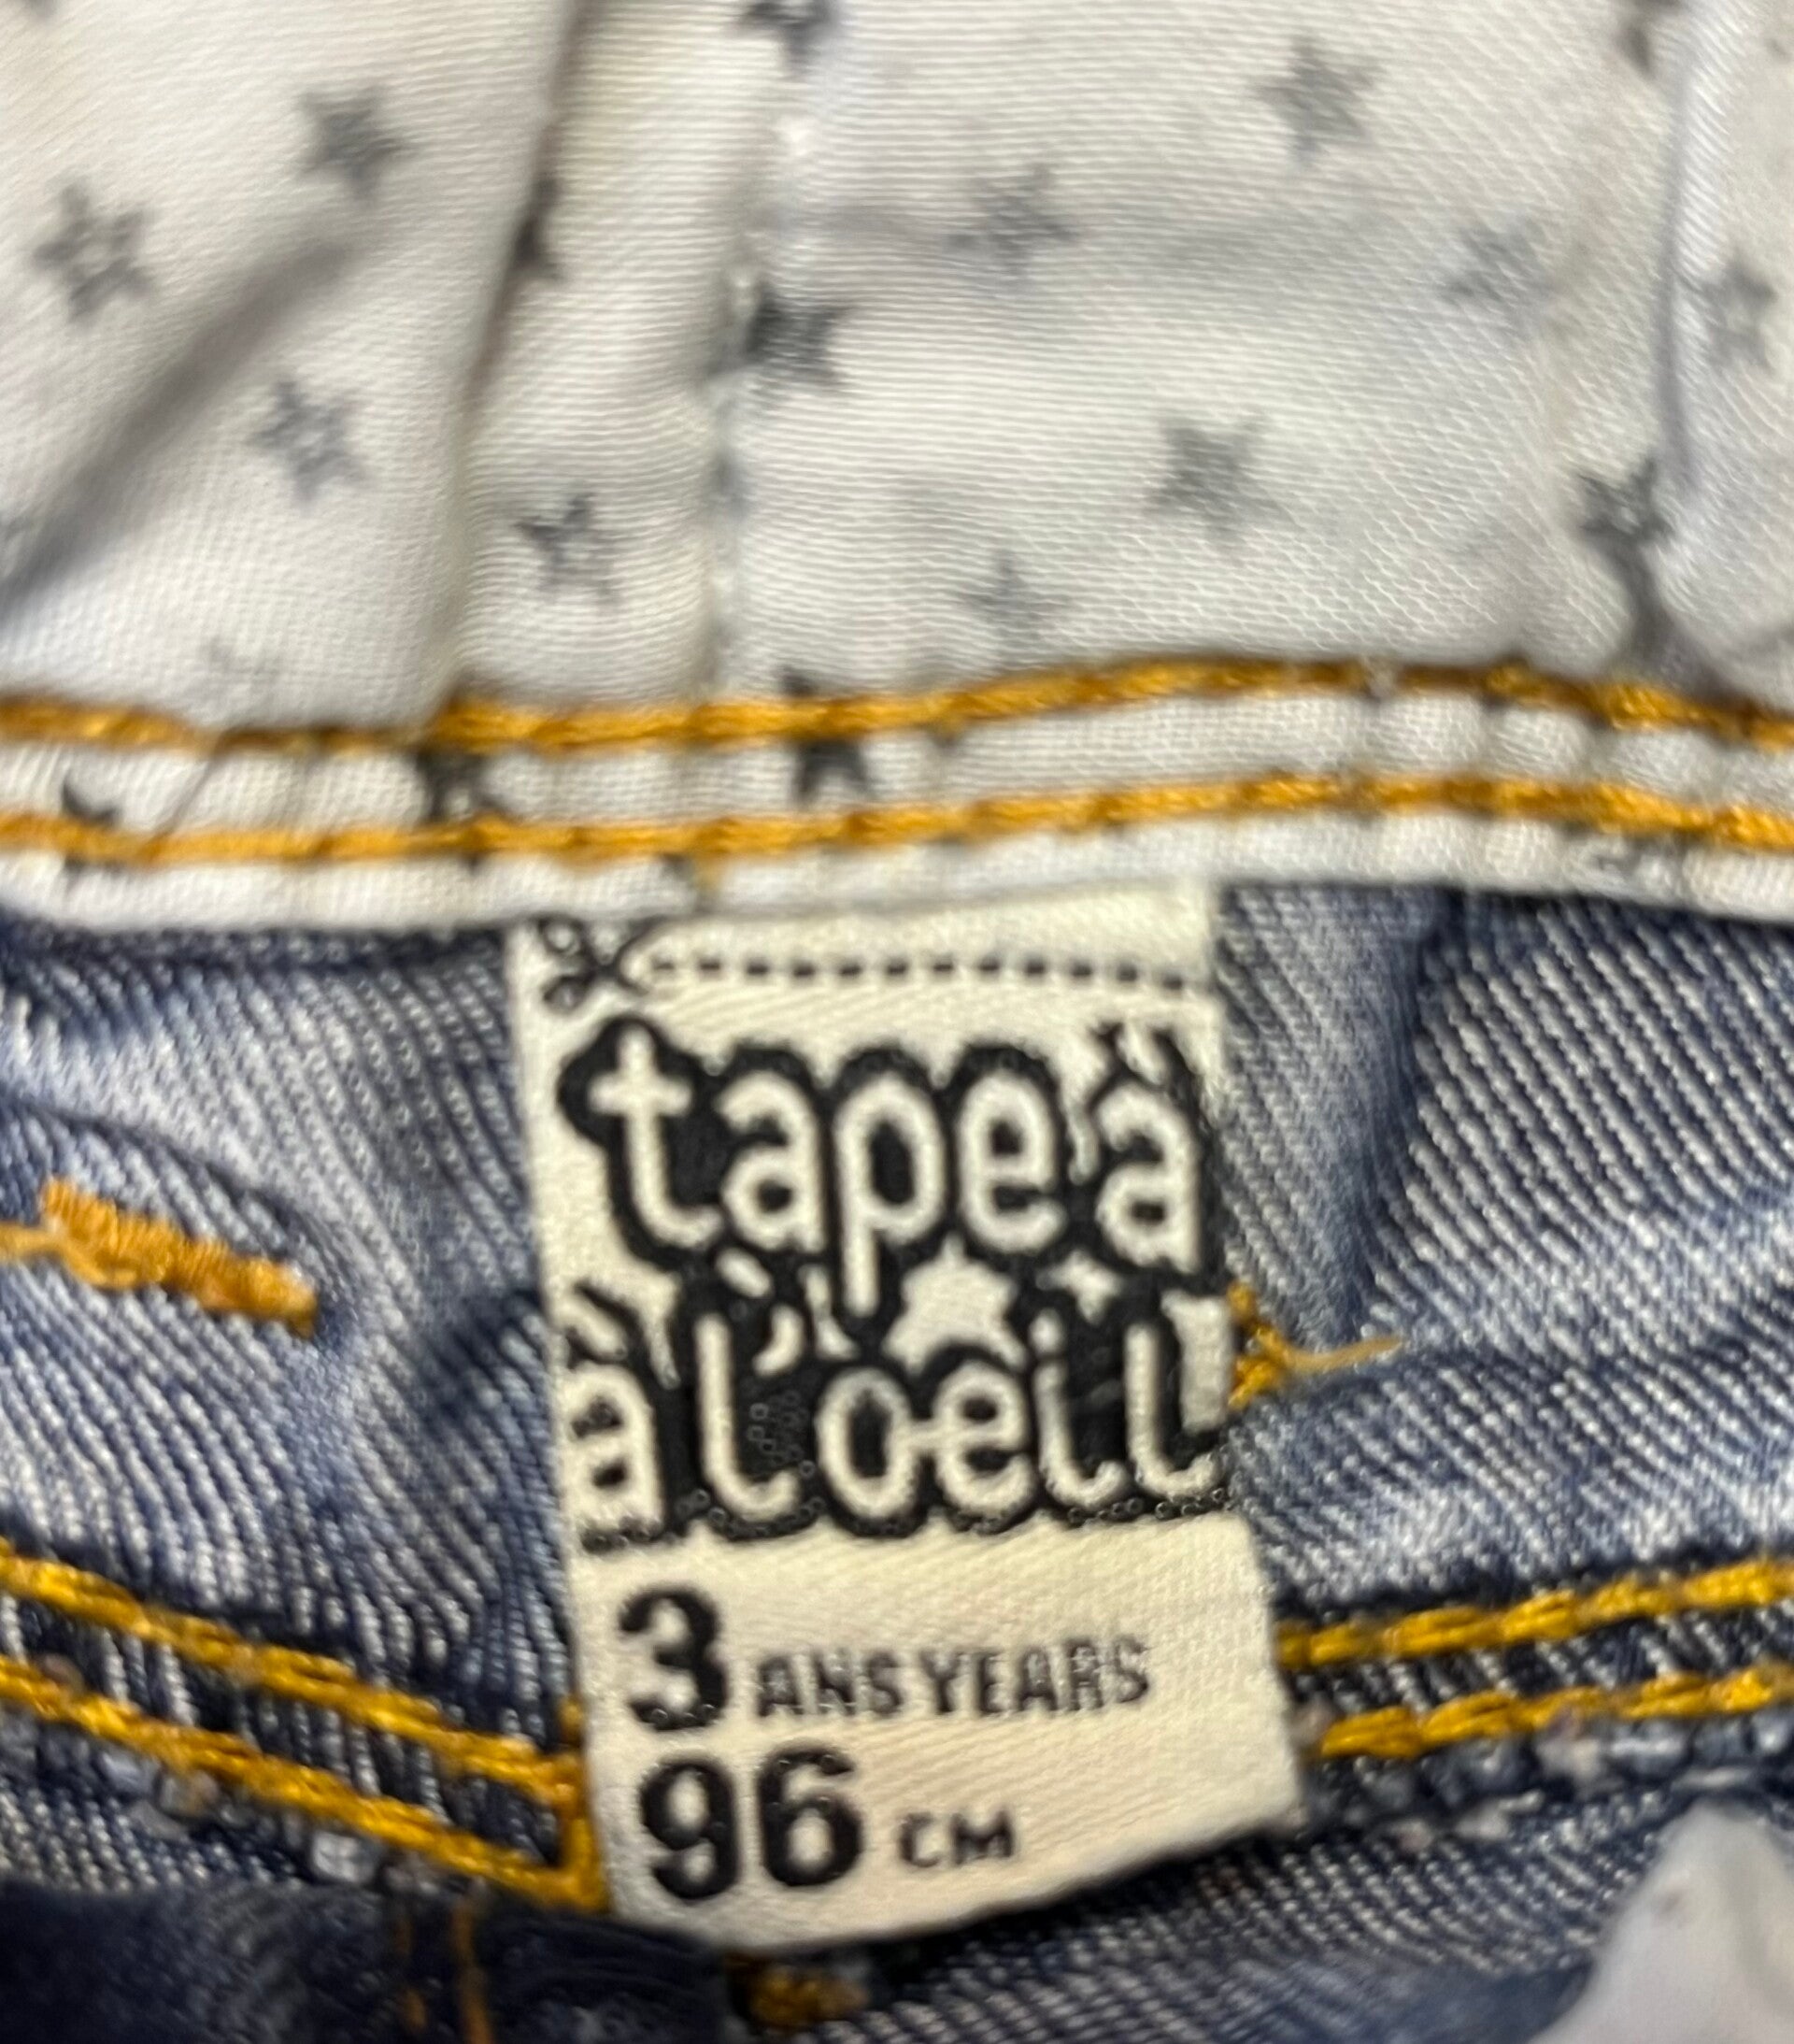 tape à
à l'oeil
3 ANS YEARS
96 CM